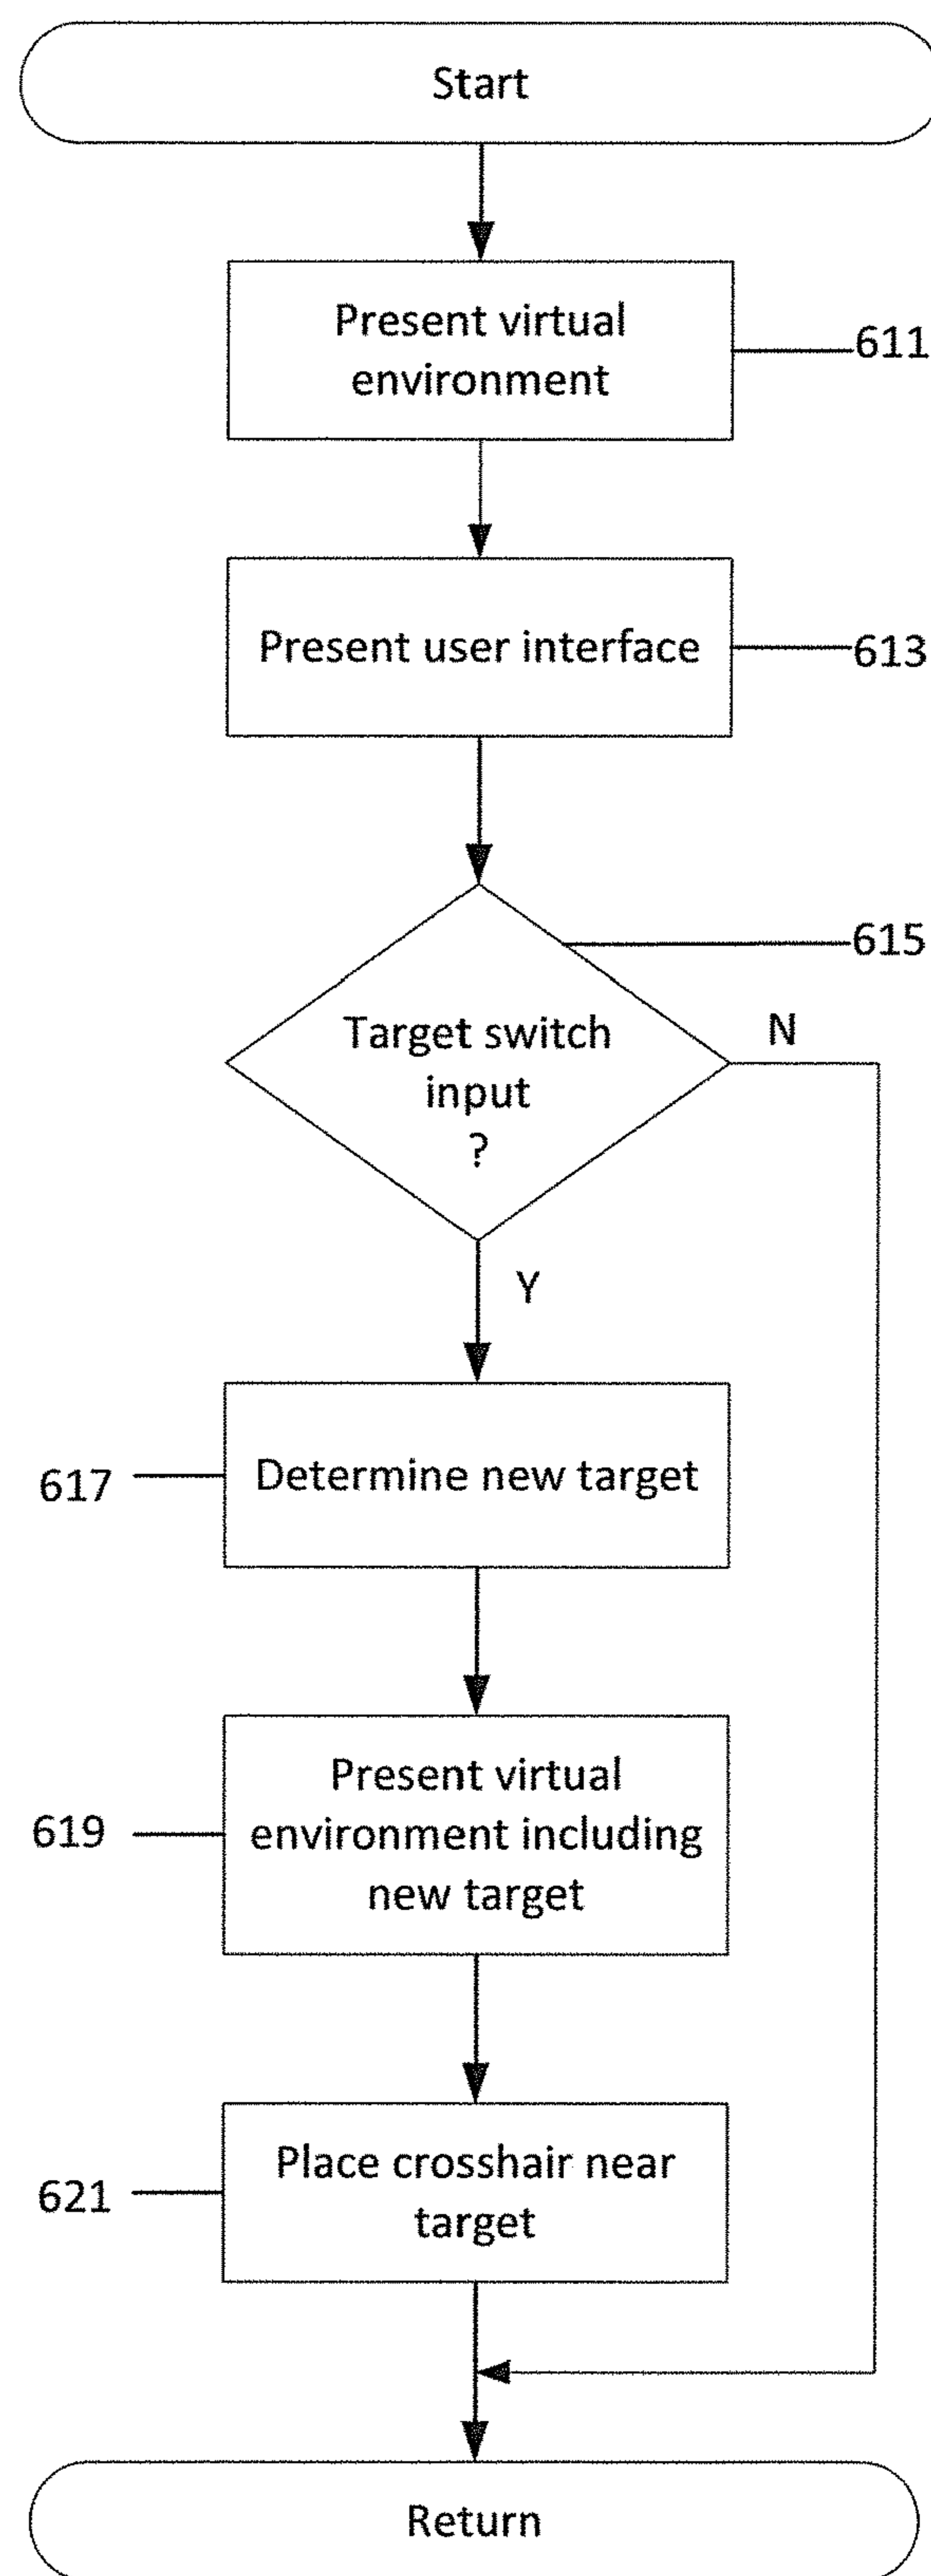 Start
Present virtual
environment
611
Present user interface
613
615
Target switch
input
?
N
Y
617
Determine new target
Present virtual
619
environment including
new target
Place crosshair near
621
target
Return